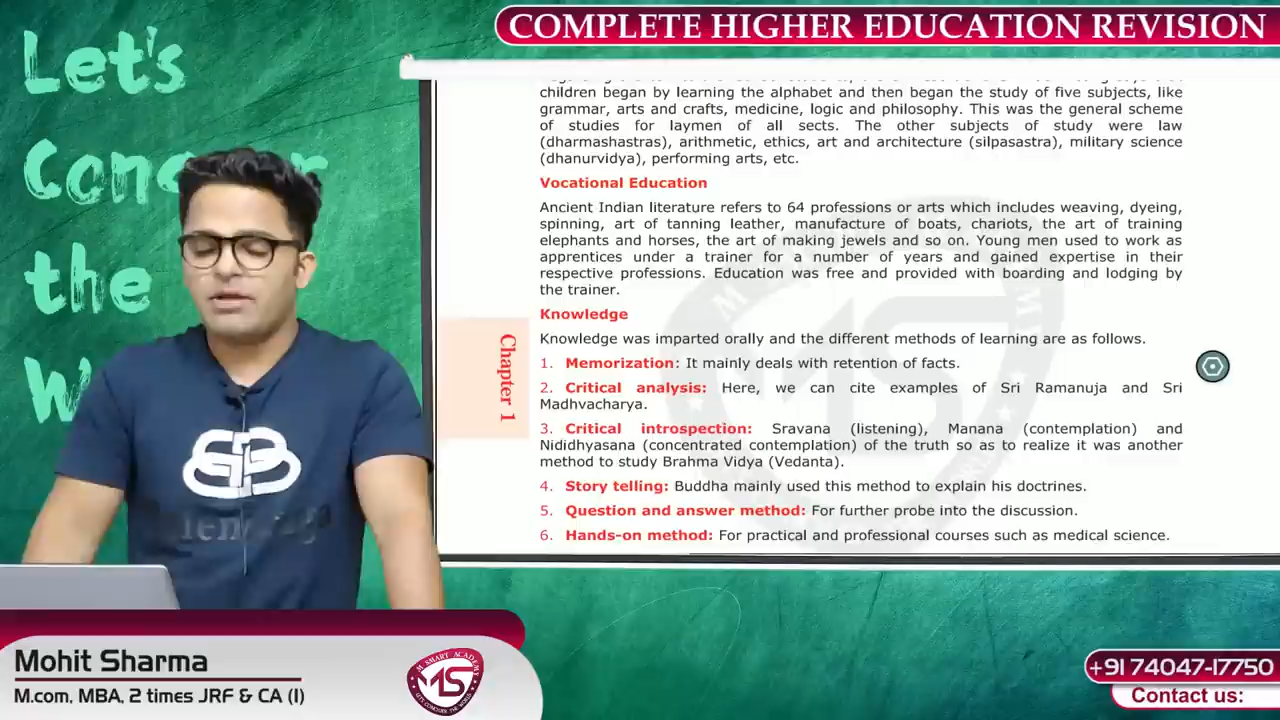 COMPLETE HIGHER EDUCATION REVISION
Let's
the
children began by learning the alphabet and then began the study of five subjects, like
grammar, arts and crafts, medicine, logic and philosophy. This was the general scheme
of studies for laymen of all sects. The other subjects of study were law
(dharmashastras), arithmetic, ethics, art and architecture (silpasastra), military science
(dhanurvidya), performing arts, etc.
Vocational Education
Ancient Indian literature refers to 64 professions or arts which includes weaving, dyeing,
spinning, art of tanning leather, manufacture of boats, chariots, the art of training
elephants and horses, the art of making jewels and so on. Young men used to work as
apprentices under a trainer for a number of years and gained expertise in their
respective professions. Education was free and provided with boarding and lodging by
the trainer.
Knowledge
Knowledge was imparted orally and the different methods of learning are as follows.
1. Memorization: It mainly deals with retention of facts.
2. Critical analysis: Here, we can cite examples of Sri Ramanuja and Sri
Madhvacharya.
3. Critical introspection: Sravana (listening), Manana (contemplation) and
Nididhyasana (concentrated contemplation) of the truth so as to realize it was another
method to study Brahma Vidya (Vedanta).
4. Story telling: Buddha mainly used this method to explain his doctrines.
5. Question and answer method: For further probe into the discussion.
6. Hands-on method: For practical and professional courses such as medical science.
Chapter 1
Mohit Sharma
M.com, MBA, 2 times JRF & CA (I)
M SMART ACADEMY
MS
LETS CONQUER THE WORLD
+91 74047-17750
Contact us: